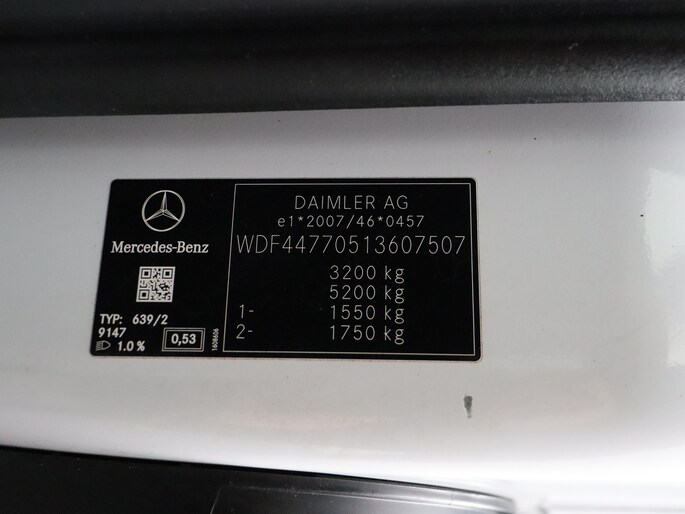 Mercedes-Benz
TYP: 639/2
9147
1.0 %
0,53
1608606
DAIMLER AG
e1*2007/46*0457
WDF44770513607507
3200 kg
5200 kg
1- 1550 kg
2- 1750 kg